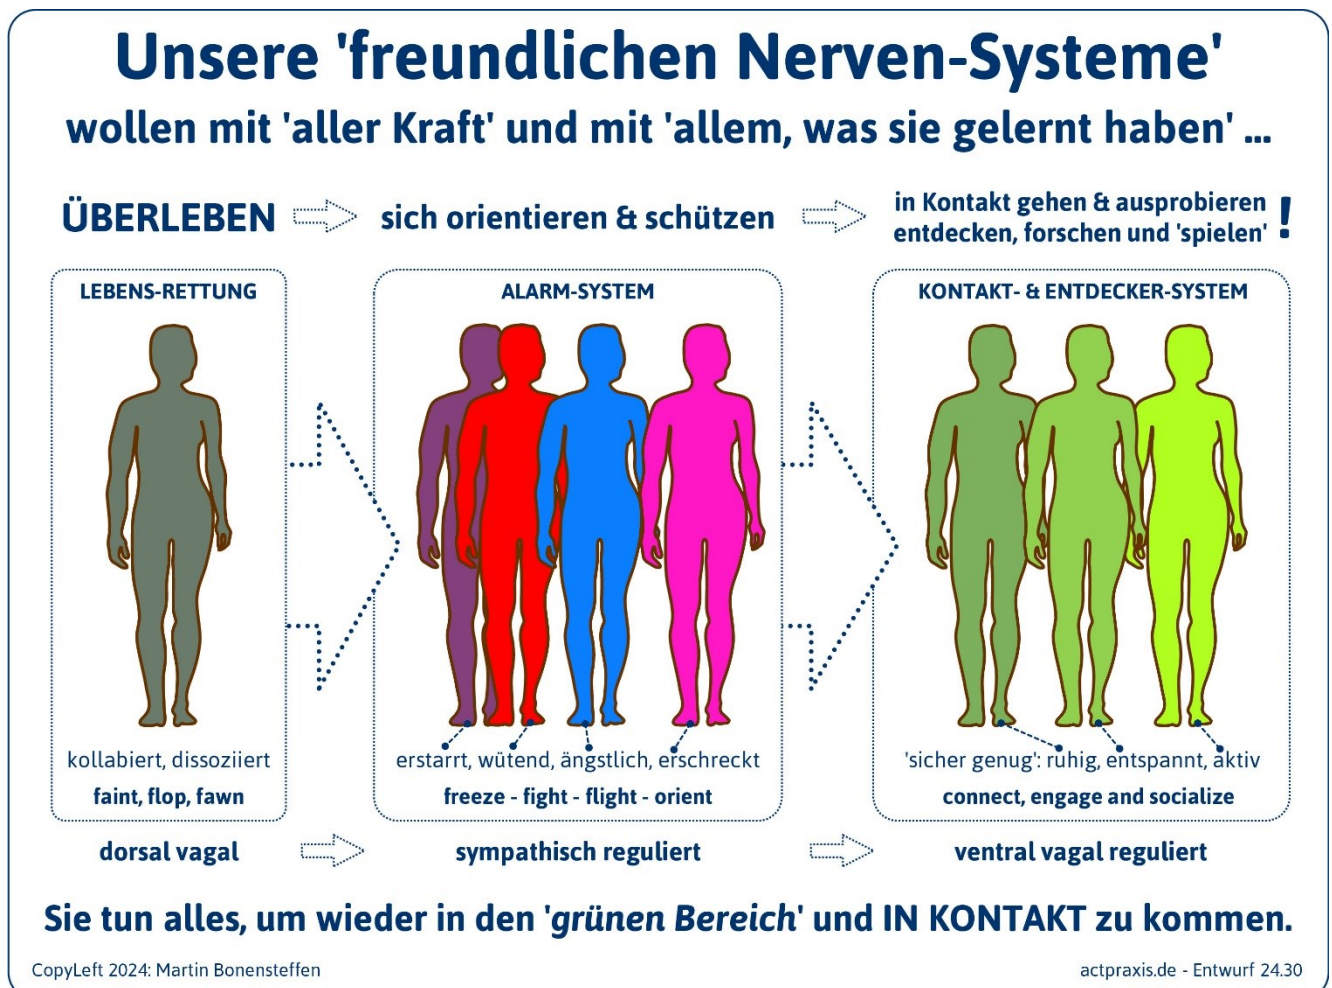 Unsere 'freundlichen Nerven-Systeme'
wollen mit 'aller Kraft' und mit 'allem, was sie gelernt haben' ...
ÜBERLEBEN
sich orientieren & schützen
in Kontakt gehen & ausprobieren
entdecken, forschen und 'spielen' !
LEBENS-RETTUNG
ALARM-SYSTEM
KONTAKT- & ENTDECKER-SYSTEM
kollabiert, dissoziiert
faint, flop, fawn
erstarrt, wütend, ängstlich, erschreckt
freeze - fight - flight - orient
'sicher genug': ruhig, entspannt, aktiv
connect, engage and socialize
dorsal vagal
sympathisch reguliert
ventral vagal reguliert
Sie tun alles, um wieder in den 'grünen Bereich' und IN KONTAKT zu kommen.
CopyLeft 2024: Martin Bonensteffen
actpraxis.de - Entwurf 24.30